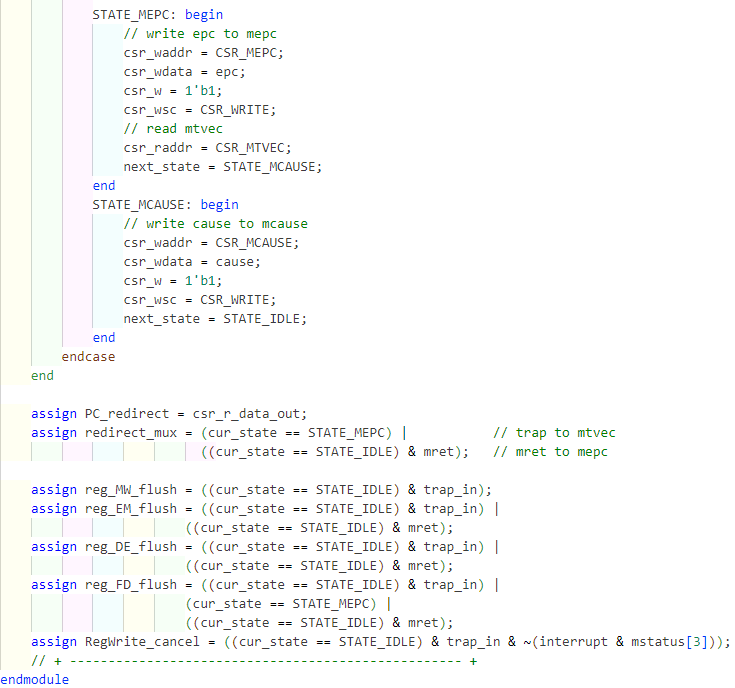 STATE_MEPC: begin
// write epc to mepc
csr_waddr = CSR_MEPC;
csr_wdata = epc;
csr_w = 1'b1;
csr_wsc = CSR_WRITE;
// read mtvec
csr_raddr = CSR_MTVEC;
next_state = STATE_MCAUSE;
end
STATE_MCAUSE: begin
// write cause to mcause
csr_waddr = CSR_MCAUSE;
csr_wdata = cause;
csr_w = 1'b1;
csr_wsc = CSR_WRITE;
next_state = STATE_IDLE;
end
endcase
end
assign PC_redirect = csr_r_data_out;
assign redirect_mux = (cur_state == STATE_MEPC) | // trap to mtvec
((cur_state == STATE_IDLE) & mret); // mret to mepc
assign reg_MW_flush = ((cur_state == STATE_IDLE) & trap_in);
assign reg_EM_flush = ((cur_state == STATE_IDLE) & trap_in) |
((cur_state == STATE_IDLE) & mret);
assign reg_DE_flush = ((cur_state == STATE_IDLE) & trap_in) |
((cur_state == STATE_IDLE) & mret);
assign reg_FD_flush = ((cur_state == STATE_IDLE) & trap_in) |
(cur_state == STATE_MEPC) |
((cur_state == STATE_IDLE) & mret);
assign RegWrite_cancel = ((cur_state == STATE_IDLE) & trap_in & ~(interrupt & mstatus[3]));
// + --------------------------------------------------- +
endmodule